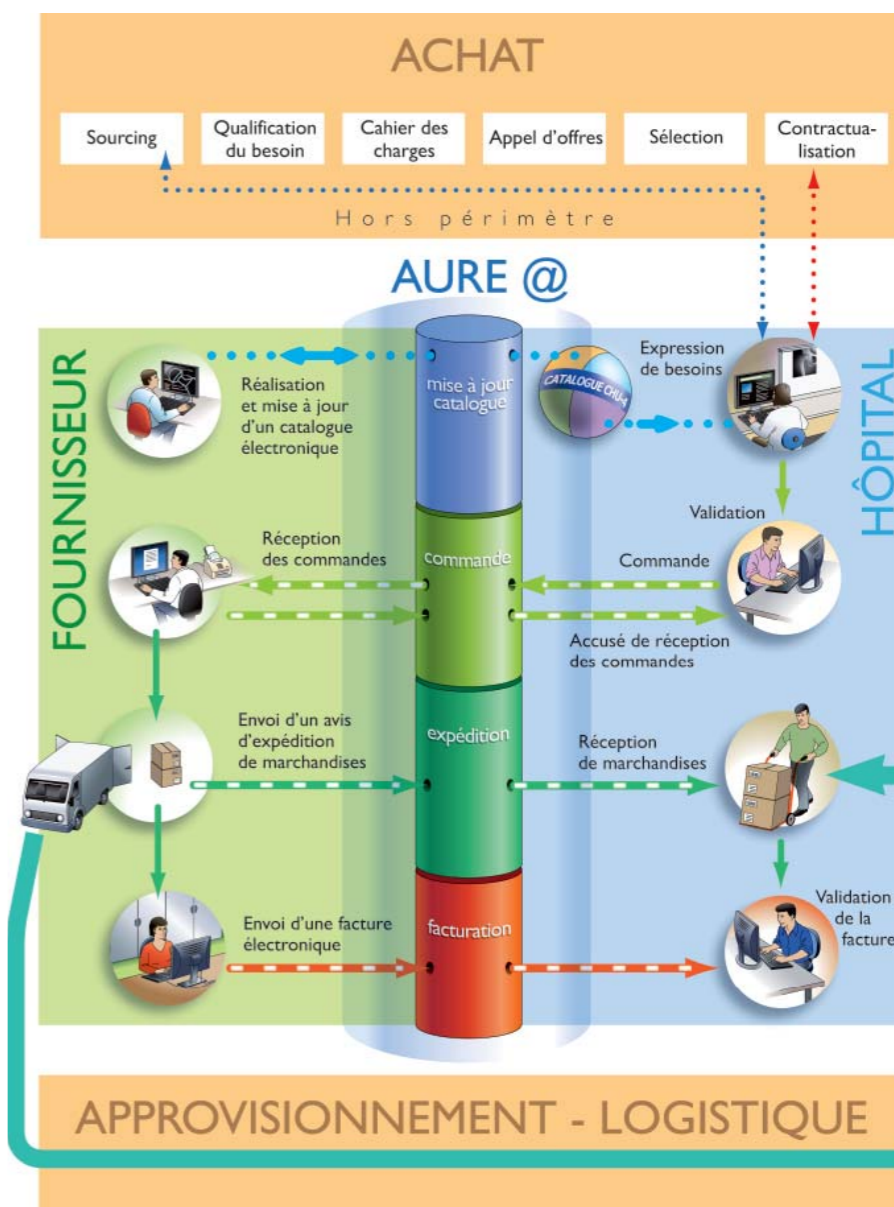 ACHAT
Sourcing
Qualification
du besoin
Cahier des
charges
Appel d'offres
Sélection
Contractua-
lisation
Hors périmètre
AURE @
FOURNISSEUR
HÔPITAL
Réalisation
et mise à jour
d'un catalogue
électronique
mise à jour
catalogue
CATALOGUE CHU-
Expression
de besoins
Validation
Réception
des commandes
commande
Commande
Accusé de réception
des commandes
Envoi d'un avis
d'expédition
de marchandises
expédition
Réception
de marchandises
Envoi d'une facture
électronique
facturation
Validation
de la
facture
APPROVISIONNEMENT - LOGISTIQUE